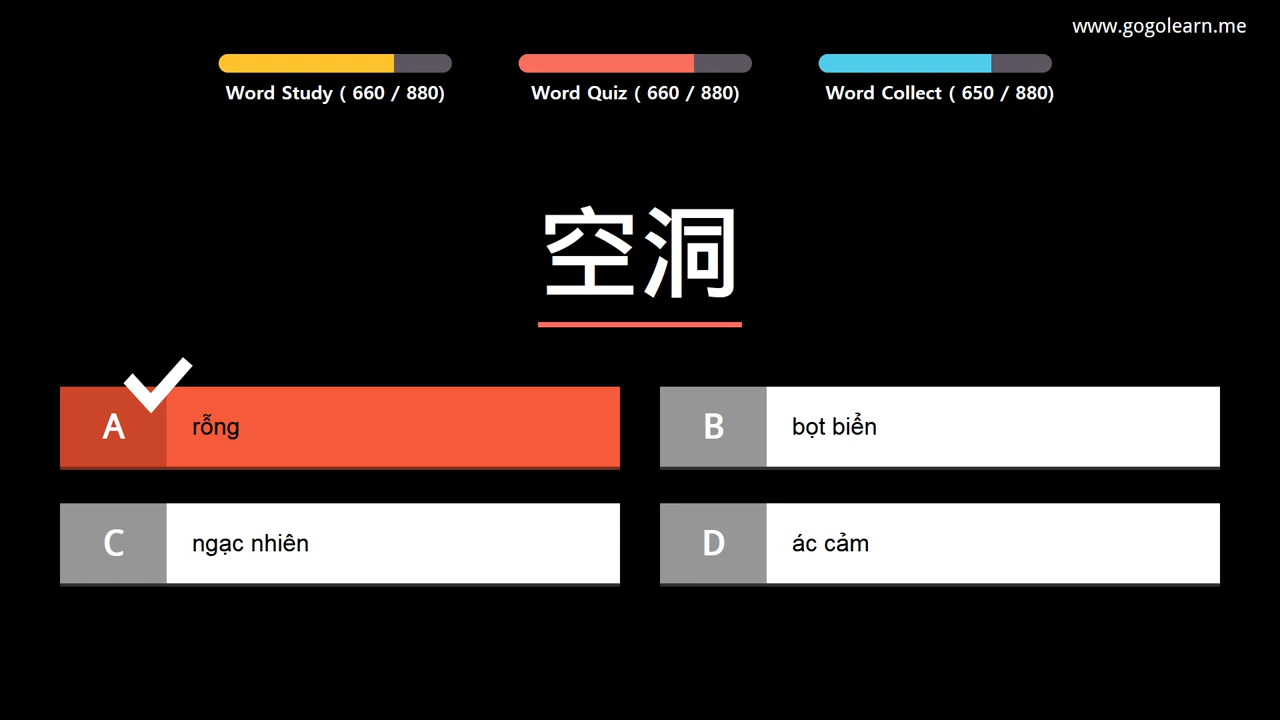 www.gogolearn.me
Word Study ( 660 / 880)
Word Quiz ( 660 / 880)
Word Collect ( 650 / 880)
空洞
A rỗng
B bọt biển
C ngạc nhiên
D ác cảm